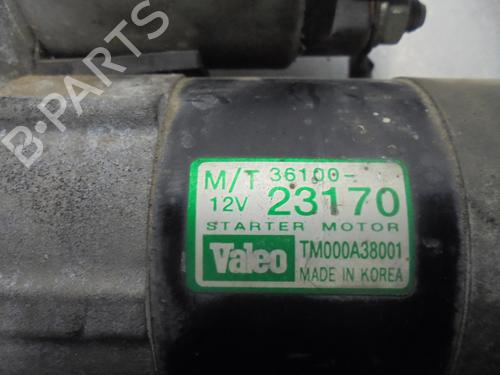 B-PARTS
M/T 36100-
12V 23170
STARTER MOTOR
Valeo TM000A38001
MADE IN KOREA